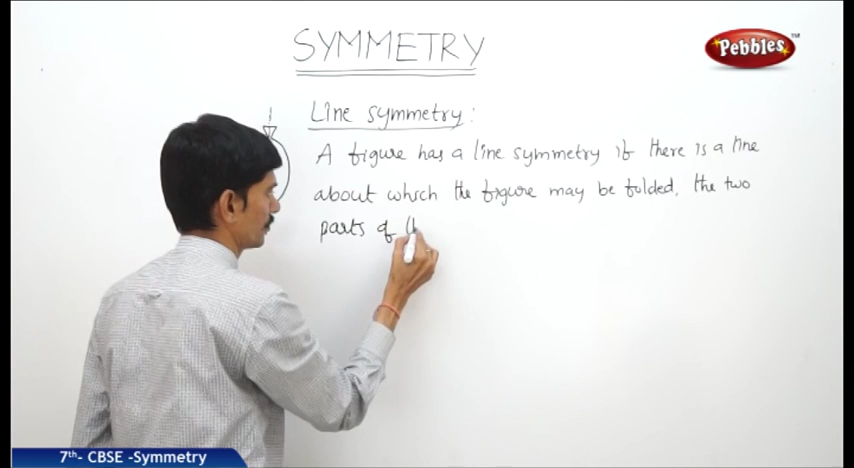 SYMMETRY
Pebbles™
Line symmetry:
A figure has a line symmetry if there is a line
about which the figure may be folded, the two
parts of
7th- CBSE -Symmetry